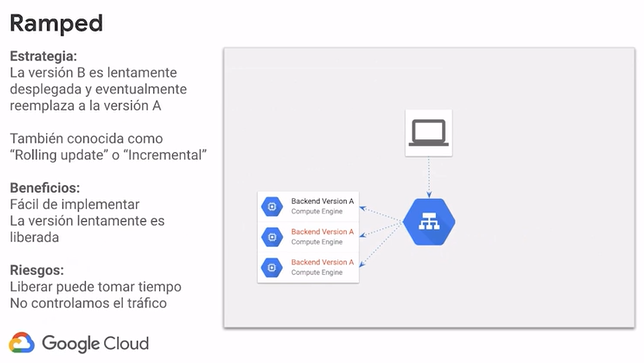 Ramped
Estrategia:
La versión B es lentamente
desplegada y eventualmente
reemplaza a la versión A
También conocida como
“Rolling update” o “Incremental”
Beneficios:
Fácil de implementar
La versión lentamente es
liberada
Riesgos:
Liberar puede tomar tiempo
No controlamos el tráfico
Google Cloud
Backend Version A
Compute Engine
Backend Version A
Compute Engine
Backend Version A
Compute Engine